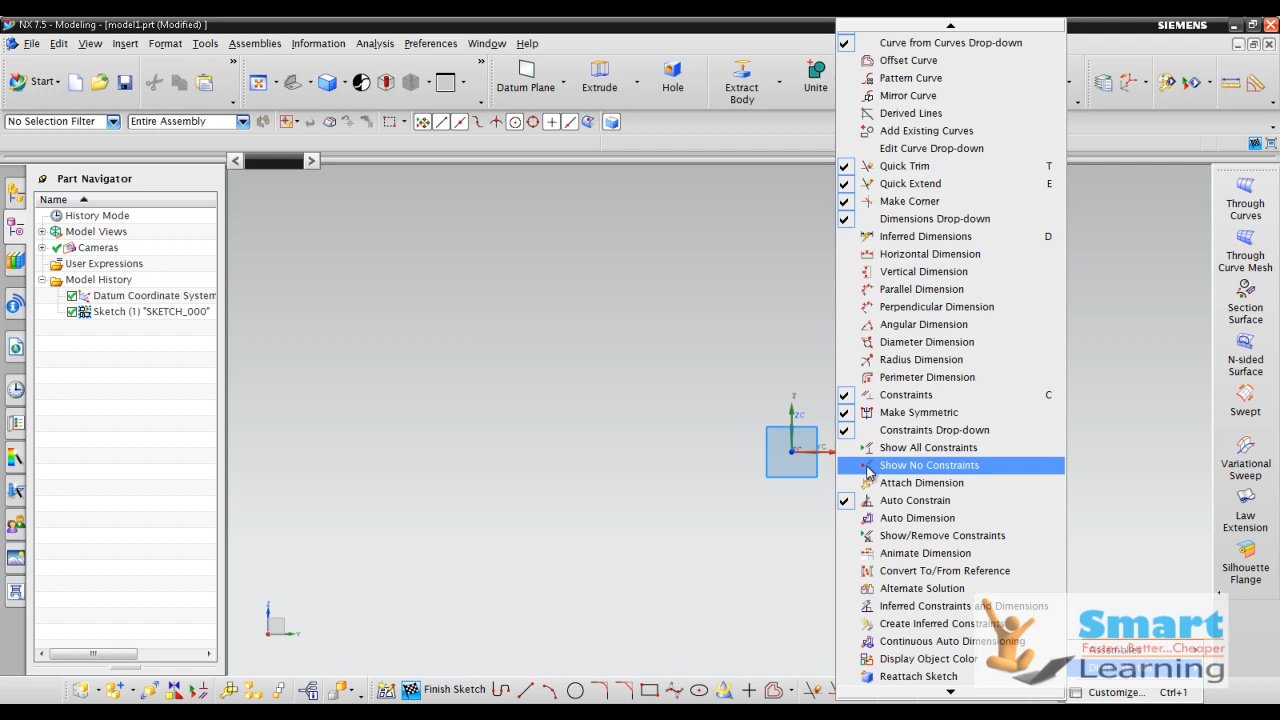 NX 7.5 - Modeling - [model1.prt (Modified) ]
SIEMENS
File Edit View Insert Format Tools Assemblies Information Analysis Preferences Window Help
Start
Datum Plane
Extrude
Hole
Extract Body
Unite
No Selection Filter
Entire Assembly
Part Navigator
Name
History Mode
Model Views
Cameras
User Expressions
Model History
Datum Coordinate System
Sketch (1) "SKETCH_000"
Z
ZC
Z
Y
Curve from Curves Drop-down
Offset Curve
Pattern Curve
Mirror Curve
Derived Lines
Add Existing Curves
Edit Curve Drop-down
Quick Trim T
Quick Extend E
Make Corner
Dimensions Drop-down
Inferred Dimensions D
Horizontal Dimension
Vertical Dimension
Parallel Dimension
Perpendicular Dimension
Angular Dimension
Diameter Dimension
Radius Dimension
Perimeter Dimension
Constraints C
Make Symmetric
Constraints Drop-down
Show All Constraints
Show No Constraints
Attach Dimension
Auto Constrain
Auto Dimension
Show/Remove Constraints
Animate Dimension
Convert To/From Reference
Alternate Solution
Inferred Constraints and Dimensions
Create Inferred Constraints
Continuous Auto Dimensioning
Display Object Color
Reattach Sketch
Through Curves
Through Curve Mesh
Section Surface
N-sided Surface
Swept
Variational Sweep
Law Extension
Silhouette Flange
Smart
Faster.. Better...Cheaper
Learning
Assemblies
Customize... Ctrl+1
Finish Sketch